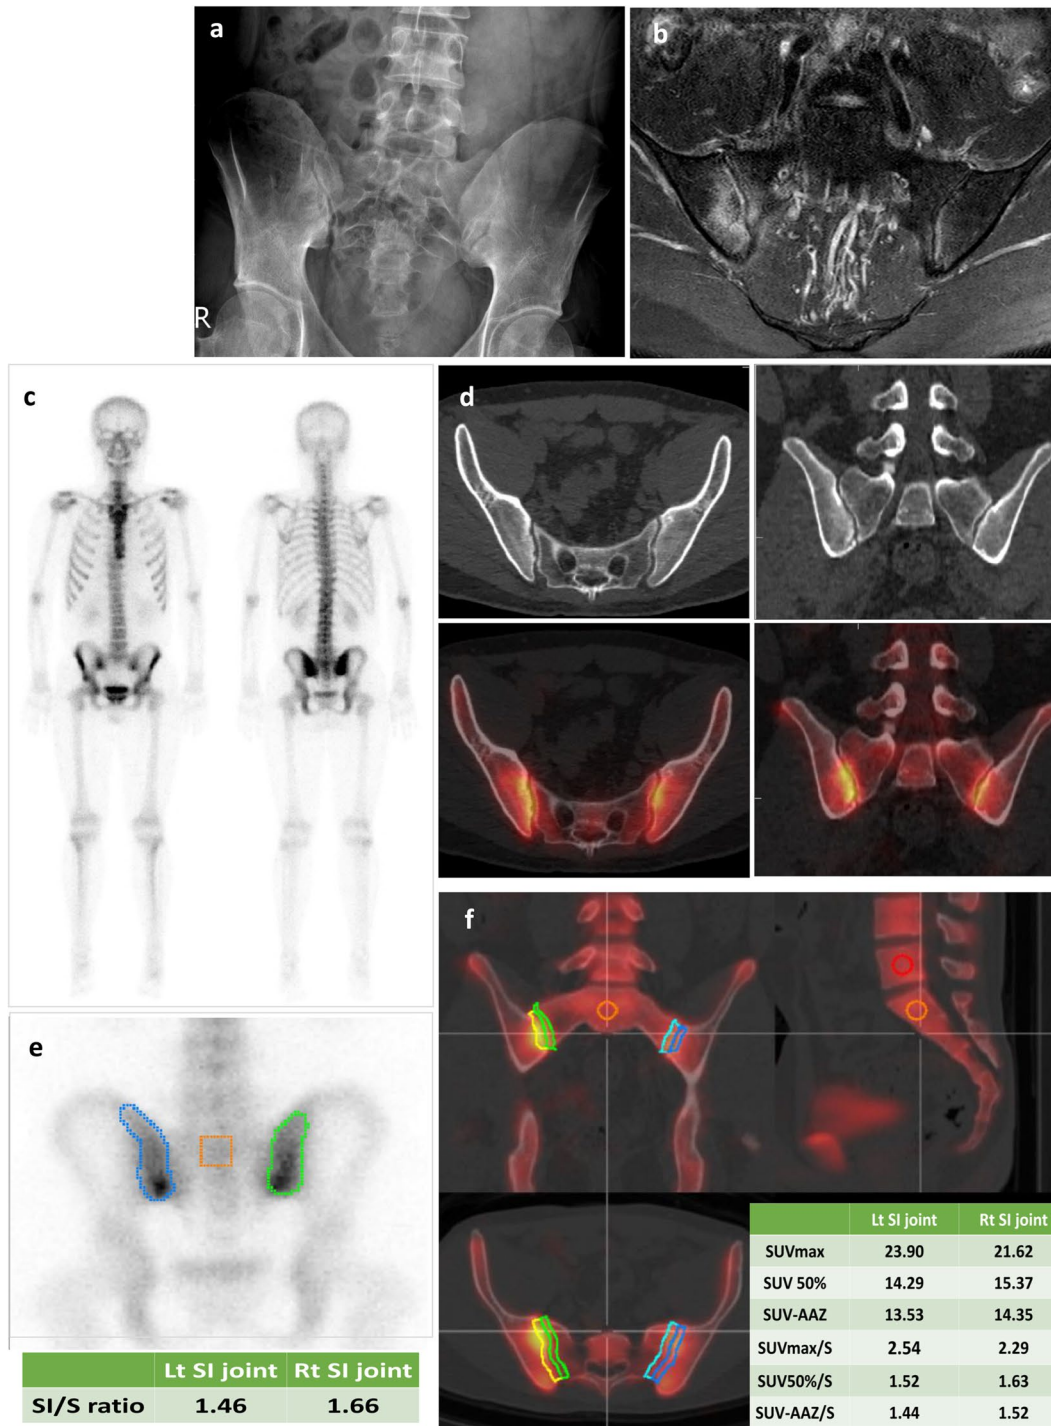 a
b
R
c
d
e
f
Lt SI joint Rt SI joint
SI/S ratio 1.46 1.66
Lt SI joint Rt SI joint
SUVmax 23.90 21.62
SUV 50% 14.29 15.37
SUV-AAZ 13.53 14.35
SUVmax/S 2.54 2.29
SUV50%/S 1.52 1.63
SUV-AAZ/S 1.44 1.52